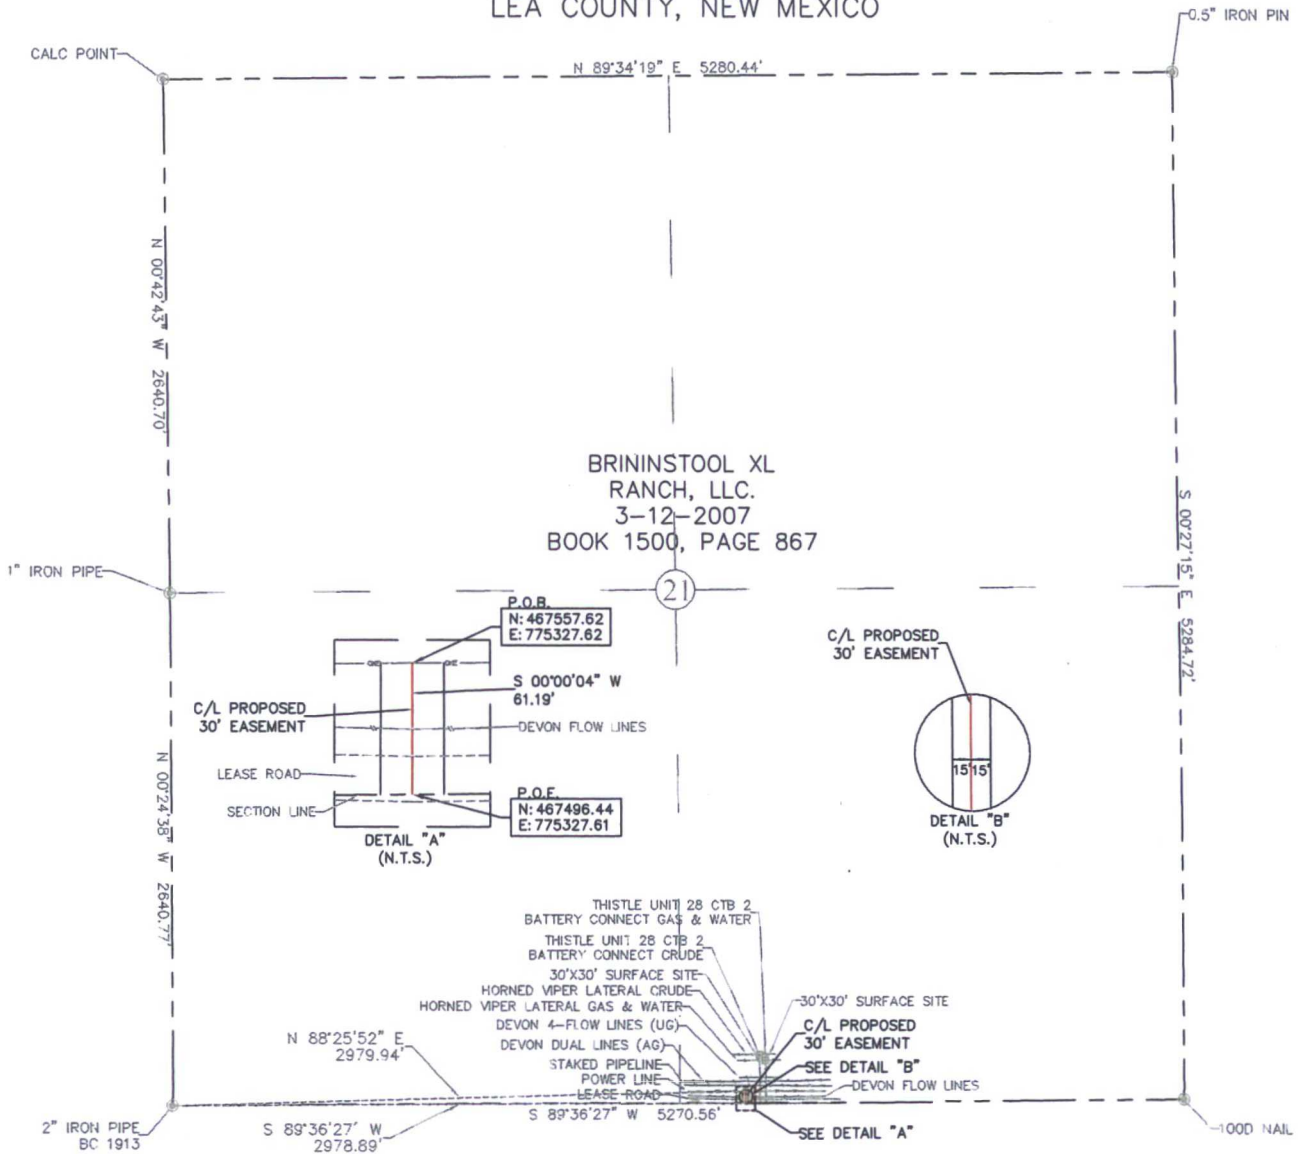 LEA COUNTY, NEW MEXICO
0.5" IRON PIN
CALC POINT
N 89°34'19" E 5280.44'
N 00°42'43" W 2640.70'
BRININSTOOL XL
RANCH, LLC.
3-12-2007
BOOK 1500, PAGE 867
S 00°27'15" E 5284.72'
1" IRON PIPE
21
P.O.B.
N: 467557.62
E: 775327.62
C/L PROPOSED
30' EASEMENT
S 00°00'04" W
61.19'
C/L PROPOSED
30' EASEMENT
DEVON FLOW LINES
N 00°24'38" W 2640.77'
LEASE ROAD
15' 15'
SECTION LINE
P.O.E.
N: 467496.44
E: 775327.61
DETAIL "A"
(N.T.S.)
DETAIL "B"
(N.T.S.)
THISTLE UNIT 28 CTB 2
BATTERY CONNECT GAS & WATER
THISTLE UNIT 28 CTB 2
BATTERY CONNECT CRUDE
30'X30' SURFACE SITE
HORNED VIPER LATERAL CRUDE
HORNED VIPER LATERAL GAS & WATER
30'X30' SURFACE SITE
DEVON 4-FLOW LINES (UG)
C/L PROPOSED
30' EASEMENT
N 88°25'52" E
2979.94'
DEVON DUAL LINES (AG)
STAKED PIPELINE
SEE DETAIL "B"
POWER LINE
DEVON FLOW LINES
LEASE ROAD
S 89°36'27" W 5270.56'
2" IRON PIPE
BC 1913
S 89°36'27' W
2978.89'
SEE DETAIL "A"
100D NAIL